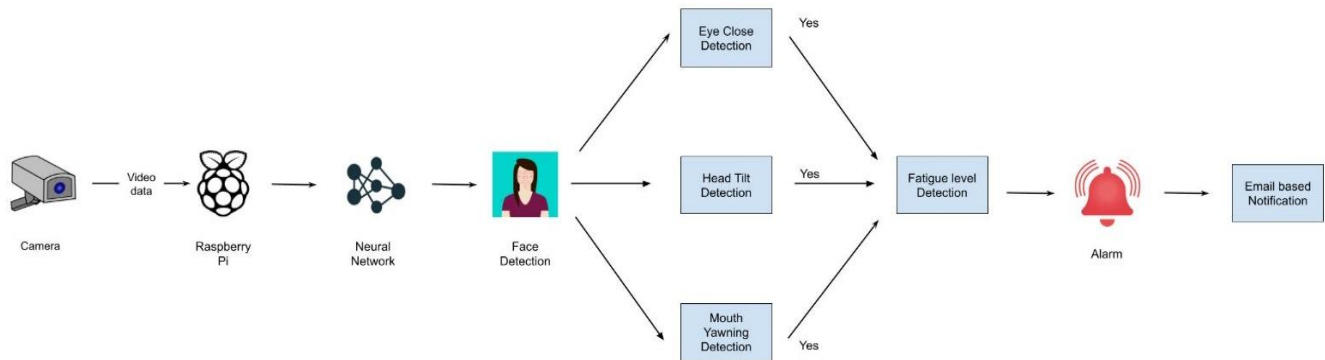 Eye Close
Detection
Yes
Video
data
Head Tilt
Detection
Yes
Fatigue level
Detection
Email based
Notification
Camera
Raspberry
Pi
Neural
Network
Face
Detection
Alarm
Mouth
Yawning
Detection
Yes